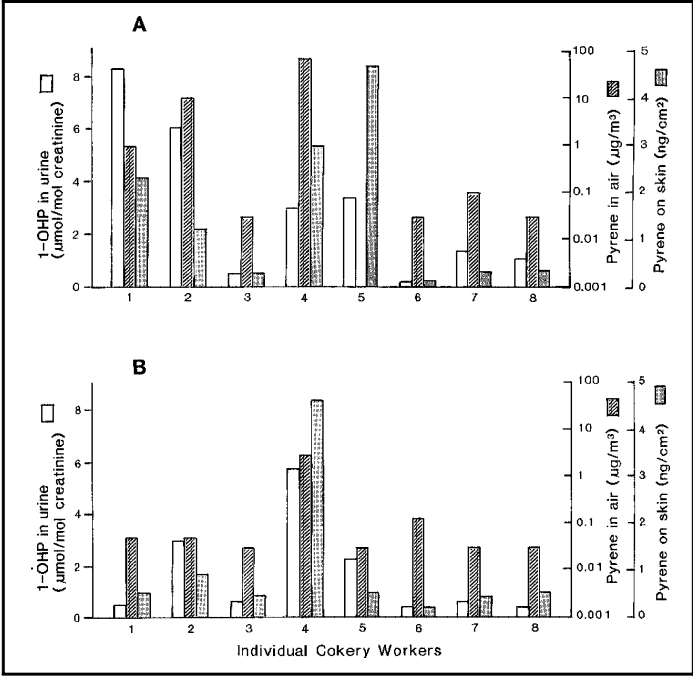 A
1-OHP in urine
(µmol/mol creatinine)
8
6
4
2
0
100
10
1
0.1
0.01
0.001
Pyrene in air (µg/m³)
5
4
3
2
1
0
Pyrene on skin (ng/cm²)
1 2 3 4 5 6 7 8
B
1-OHP in urine
(µmol/mol creatinine)
8
6
4
2
0
100
10
1
0.1
0.01
0.001
Pyrene in air (µg/m³)
5
4
3
2
1
0
Pyrene on skin (ng/cm²)
1 2 3 4 5 6 7 8
Individual Cokery Workers